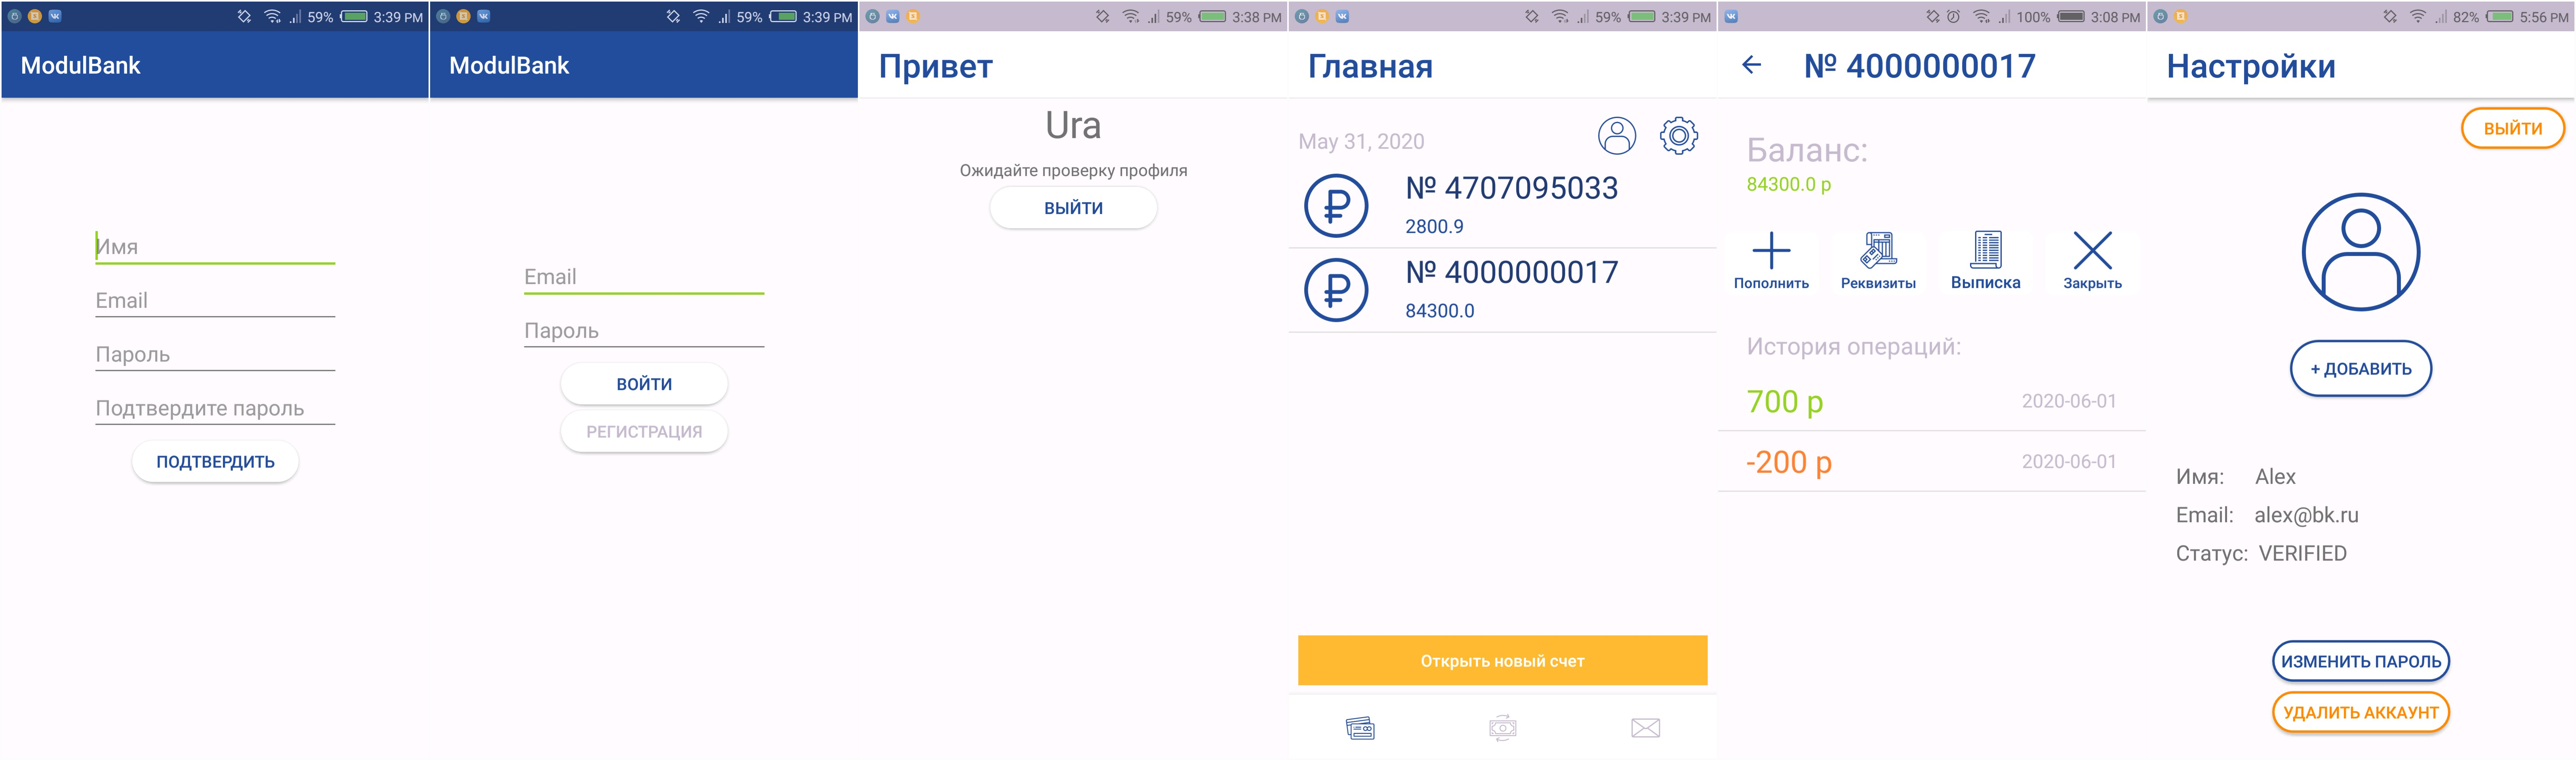 59% 3:39 PM
ModulBank
Имя
Email
Пароль
Подтвердите пароль
ПОДТВЕРДИТЬ
59% 3:39 PM
ModulBank
Email
Пароль
ВОЙТИ
РЕГИСТРАЦИЯ
59% 3:38 PM
Привет
Ura
Ожидайте проверку профиля
ВЫЙТИ
59% 3:39 PM
Главная
May 31, 2020
№ 4707095033
2800.9
№ 4000000017
84300.0
Открыть новый счет
100% 3:08 PM
№ 4000000017
Баланс:
84300.0 р
Пополнить Реквизиты Выписка Закрыть
История операций:
700 р 2020-06-01
-200 р 2020-06-01
82% 5:56 PM
Настройки
ВЫЙТИ
+ ДОБАВИТЬ
Имя: Alex
Email: alex@bk.ru
Статус: VERIFIED
ИЗМЕНИТЬ ПАРОЛЬ
УДАЛИТЬ АККАУНТ